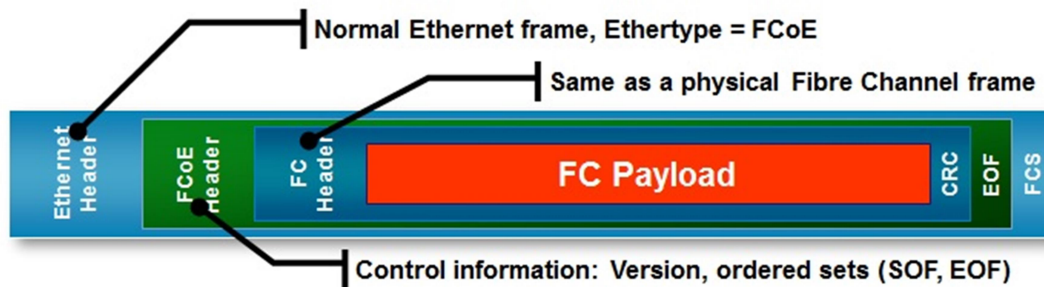 Normal Ethernet frame, Ethertype = FCoE
Same as a physical Fibre Channel frame
Ethernet
Header
FCoE
Header
FC
Header
FC Payload
CRC
EOF
FCS
Control information: Version, ordered sets (SOF, EOF)